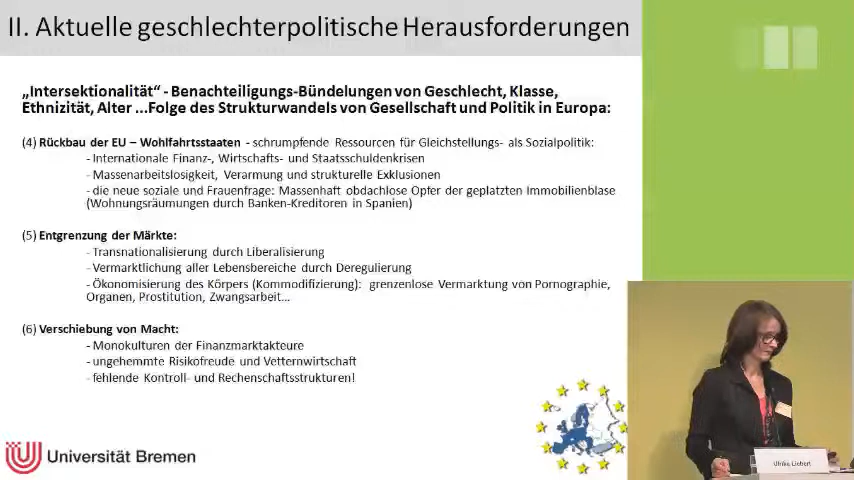 II. Aktuelle geschlechterpolitische Herausforderungen
„Intersektionalität“ - Benachteiligungs-Bündelungen von Geschlecht, Klasse,
Ethnizität, Alter ...Folge des Strukturwandels von Gesellschaft und Politik in Europa:
(4) Rückbau der EU – Wohlfahrtsstaaten - schrumpfende Ressourcen für Gleichstellungs- als Sozialpolitik:
- Internationale Finanz-, Wirtschafts- und Staatsschuldenkrisen
- Massenarbeitslosigkeit, Verarmung und strukturelle Exklusionen
- die neue soziale und Frauenfrage: Massenhaft obdachlose Opfer der geplatzten Immobilienblase
(Wohnungsräumungen durch Banken-Kreditoren in Spanien)
(5) Entgrenzung der Märkte:
- Transnationalisierung durch Liberalisierung
- Vermarktlichung aller Lebensbereiche durch Deregulierung
- Ökonomisierung des Körpers (Kommodifizierung): grenzenlose Vermarktung von Pornographie,
Organen, Prostitution, Zwangsarbeit...
(6) Verschiebung von Macht:
- Monokulturen der Finanzmarktakteure
- ungehemmte Risikofreude und Vetternwirtschaft
- fehlende Kontroll- und Rechenschaftsstrukturen!
Universität Bremen
Ulrike Liebert